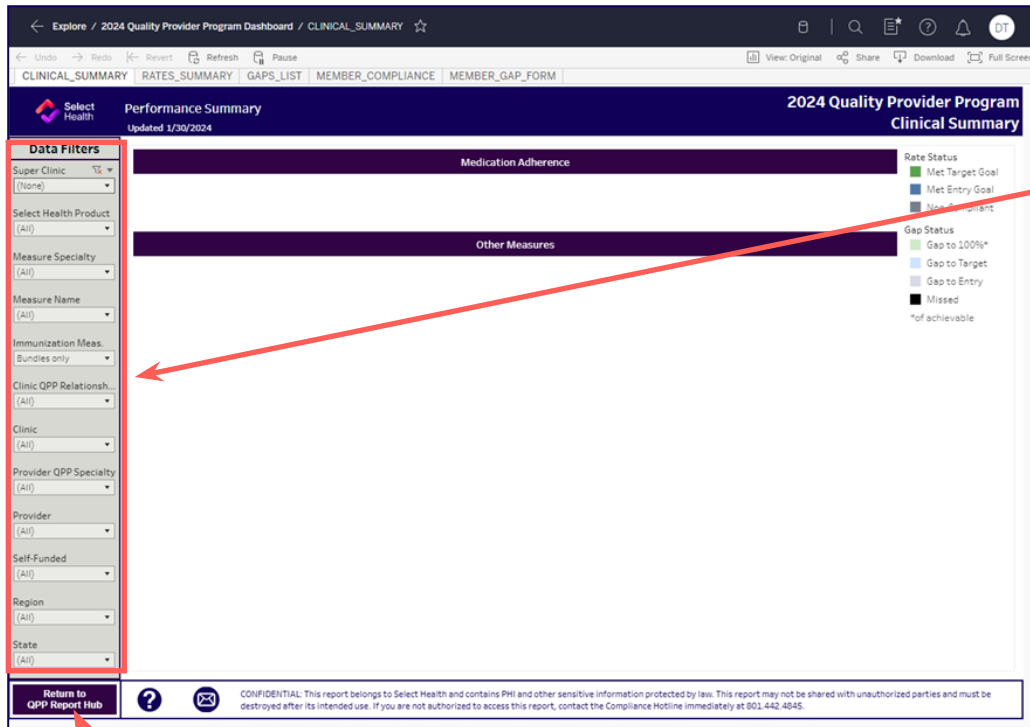 Explore / 2024 Quality Provider Program Dashboard / CLINICAL_SUMMARY
DT
Undo Redo Revert Refresh Pause View: Original Share Download Full Screen
CLINICAL_SUMMARY RATES_SUMMARY GAPS_LIST MEMBER_COMPLIANCE MEMBER_GAP_FORM
Select
Health
Performance Summary
Updated 1/30/2024
2024 Quality Provider Program
Clinical Summary
Data Filters
Super Clinic
(None)
Select Health Product
(All)
Measure Specialty
(All)
Measure Name
(All)
Immunization Meas.
Bundles only
Clinic QPP Relationsh...
(All)
Clinic
(All)
Provider QPP Specialty
(All)
Provider
(All)
Self-Funded
(All)
Region
(All)
State
(All)
Medication Adherence
Other Measures
Rate Status
Met Target Goal
Met Entry Goal
Non-Compliant
Gap Status
Gap to 100%*
Gap to Target
Gap to Entry
Missed
*of achievable
Return to
QPP Report Hub
?
CONFIDENTIAL: This report belongs to Select Health and contains PHI and other sensitive information protected by law. This report may not be shared with unauthorized parties and must be
destroyed after its intended use. If you are not authorized to access this report, contact the Compliance Hotline immediately at 801.442.4845.